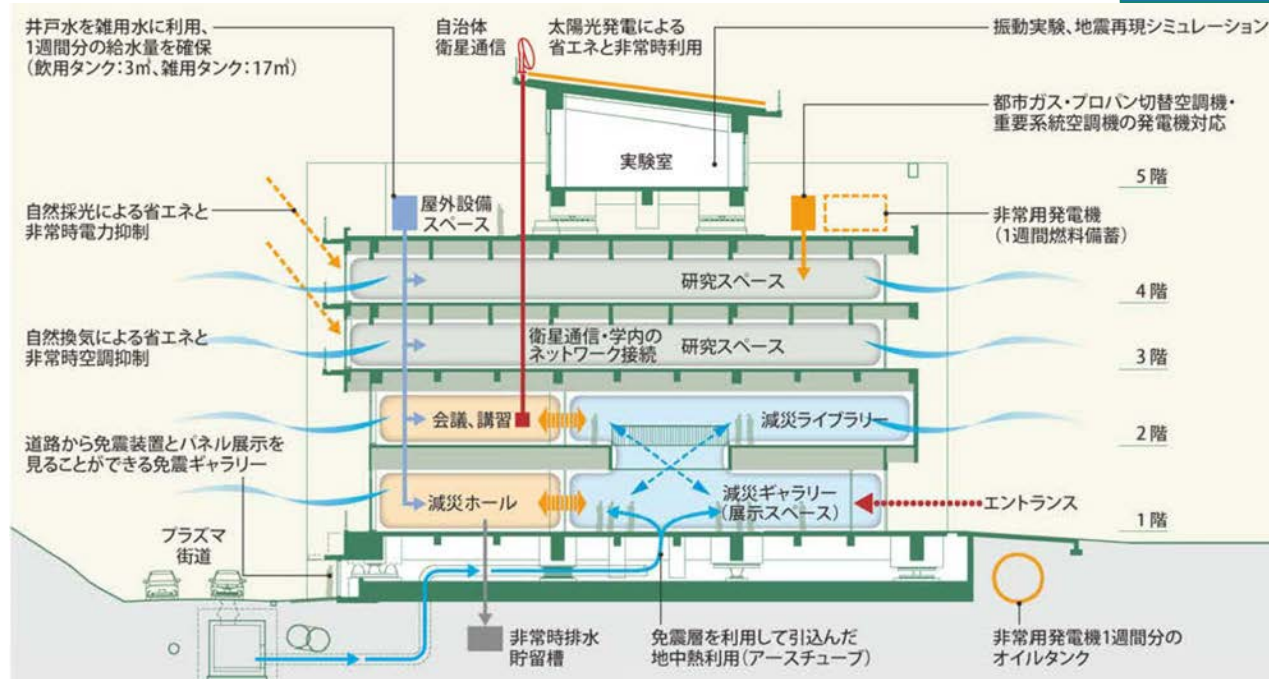 井戸水を雑用水に利用、
1週間分の給水量を確保
(飲用タンク:3㎥、雑用タンク:17㎥)
自治体
衛星通信
太陽光発電による
省エネと非常時利用
振動実験、地震再現シミュレーション
都市ガス・プロパン切替空調機・
重要系統空調機の発電機対応
実験室
5階
自然採光による省エネと
非常時電力抑制
屋外設備
スペース
非常用発電機
(1週間燃料備蓄)
研究スペース
4階
自然換気による省エネと
非常時空調抑制
衛星通信・学内の
ネットワーク接続
研究スペース
3階
会議、講習
減災ライブラリー
2階
道路から免震装置とパネル展示を
見ることができる免震ギャラリー
減災ホール
減災ギャラリー
(展示スペース)
エントランス
1階
プラズマ
街道
非常時排水
貯留槽
免震層を利用して引込んだ
地中熱利用(アースチューブ)
非常用発電機1週間分の
オイルタンク